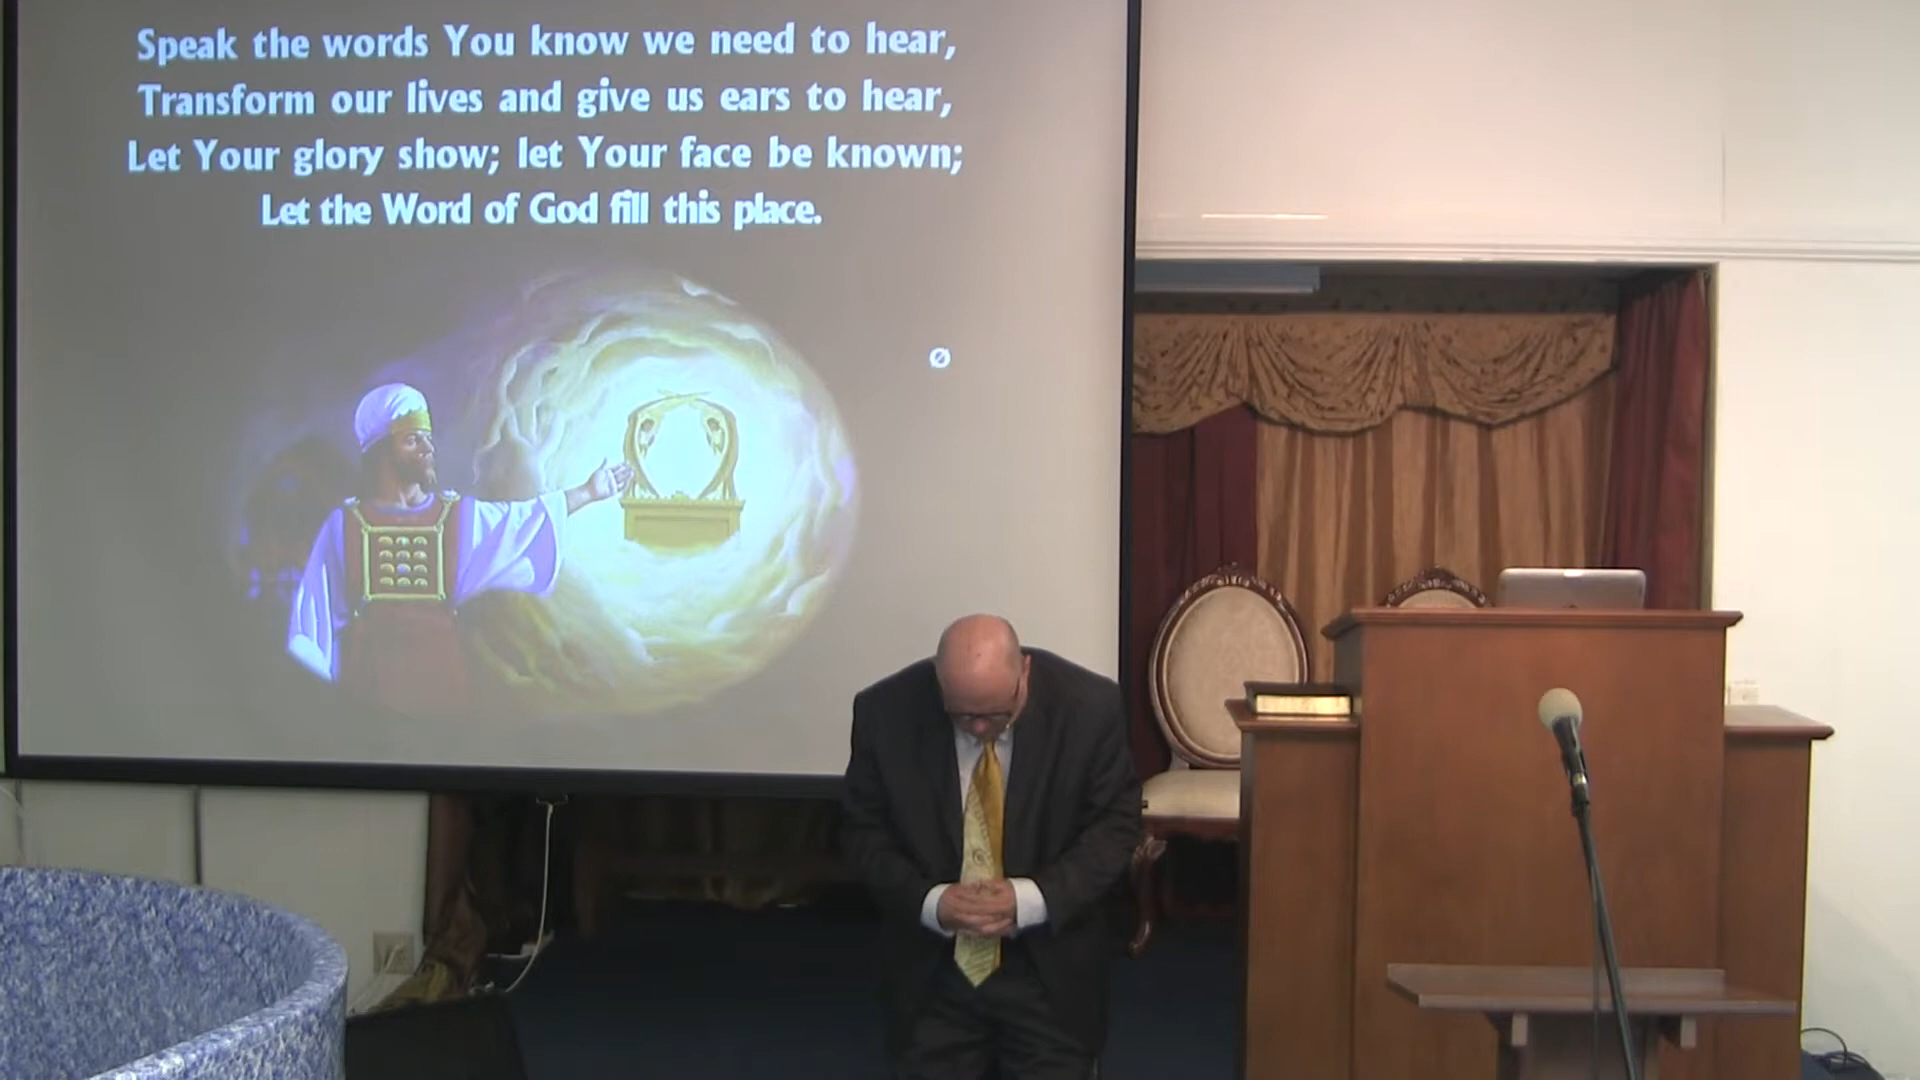 Speak the words You know we need to hear,
Transform our lives and give us ears to hear,
Let Your glory show; let Your face be known;
Let the Word of God fill this place.